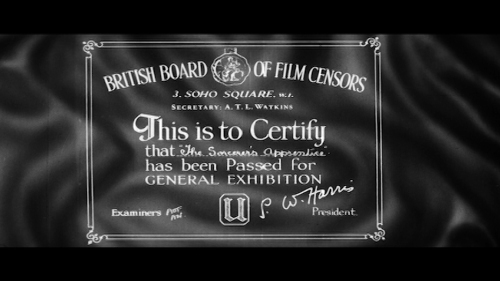 BRITISH BOARD OF FILM CENSORS
3. SOHO SQUARE. W.1.
SECRETARY: A. T. L. WATKINS
This is to Certify
that "The Sorcerer's Apprentice"
has been Passed for
GENERAL EXHIBITION
U S. W. Harris
Examiners President.